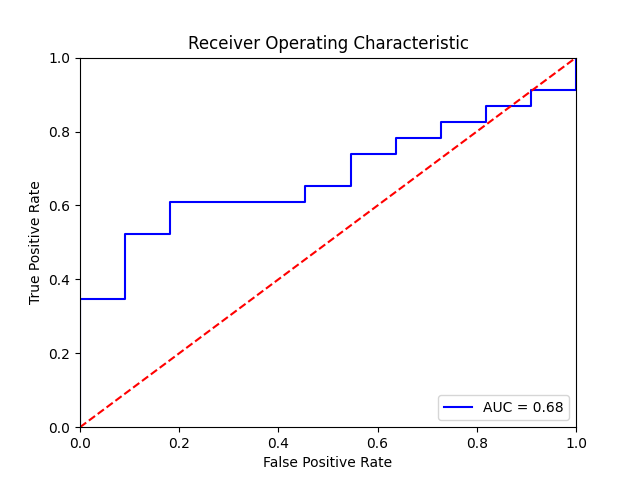 Receiver Operating Characteristic
1.0
0.8
0.6
0.4
0.2
0.0
True Positive Rate
AUC = 0.68
0.0 0.2 0.4 0.6 0.8 1.0
False Positive Rate